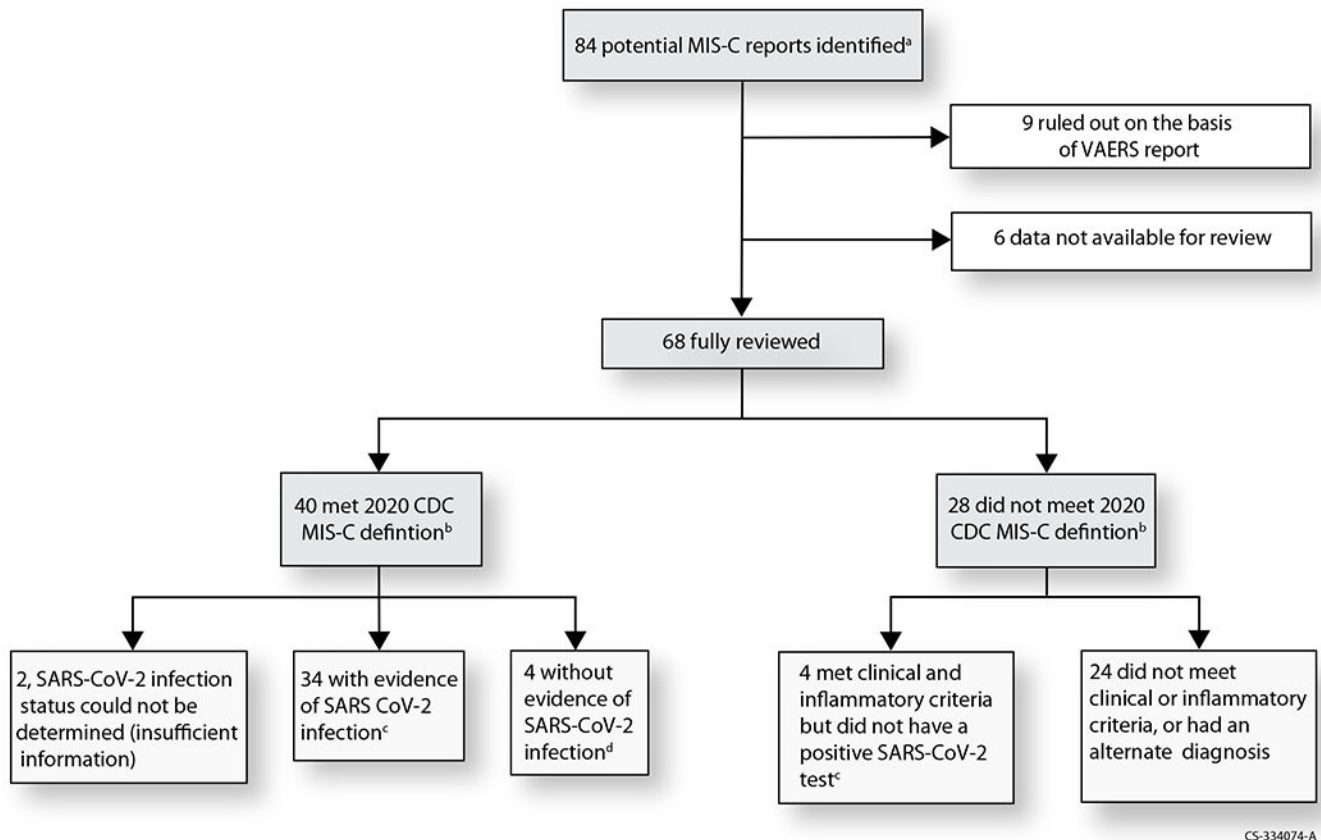 84 potential MIS-C reports identifiedᵃ
9 ruled out on the basis
of VAERS report
6 data not available for review
68 fully reviewed
40 met 2020 CDC
MIS-C defintionᵇ
28 did not meet 2020
CDC MIS-C defintionᵇ
2, SARS-CoV-2 infection
status could not be
determined (insufficient
information)
34 with evidence
of SARS CoV-2
infectionᶜ
4 without
evidence of
SARS-CoV-2
infectionᵈ
4 met clinical and
inflammatory criteria
but did not have a
positive SARS-CoV-2
testᶜ
24 did not meet
clinical or inflammatory
criteria, or had an
alternate diagnosis
CS-334074-A